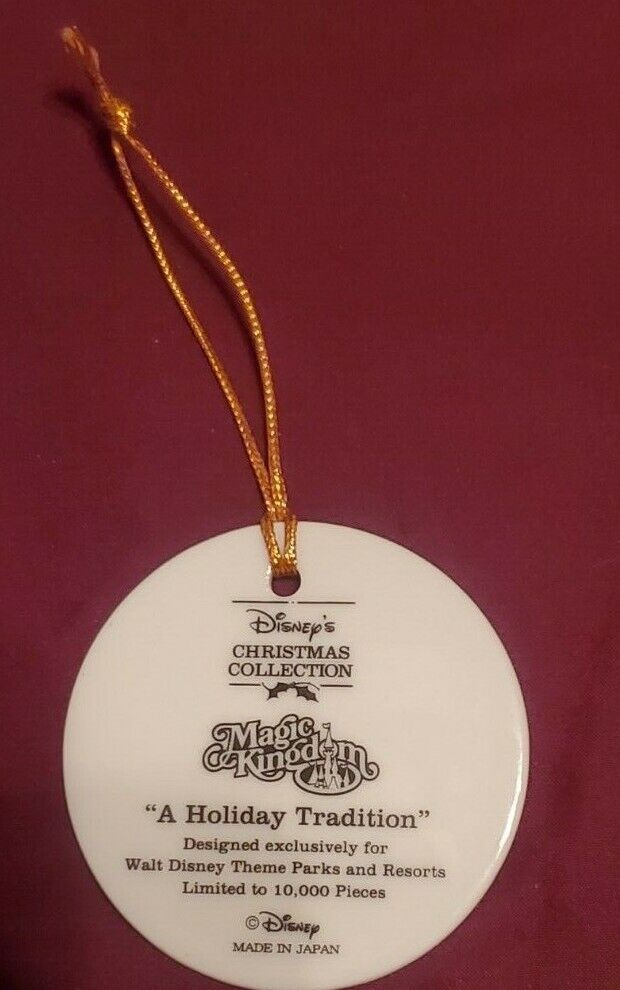 Disney's
CHRISTMAS
COLLECTION
Magic
Kingdom
“A Holiday Tradition”
Designed exclusively for
Walt Disney Theme Parks and Resorts
Limited to 10,000 Pieces
© Disney
MADE IN JAPAN